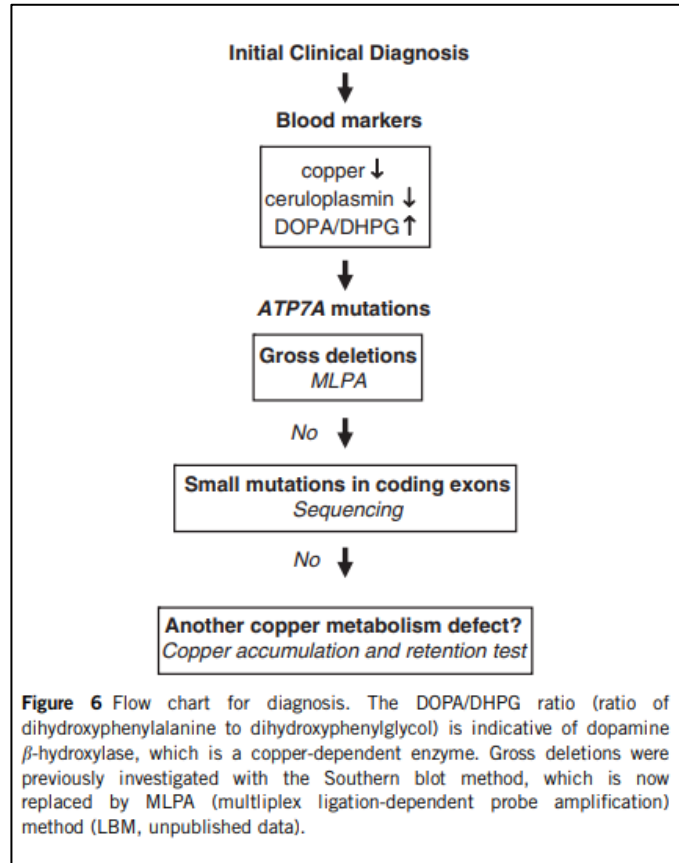 Initial Clinical Diagnosis
Blood markers
copper ↓
ceruloplasmin ↓
DOPA/DHPG ↑
ATP7A mutations
Gross deletions
MLPA
No
Small mutations in coding exons
Sequencing
No
Another copper metabolism defect?
Copper accumulation and retention test
Figure 6 Flow chart for diagnosis. The DOPA/DHPG ratio (ratio of
dihydroxyphenylalanine to dihydroxyphenylglycol) is indicative of dopamine
β-hydroxylase, which is a copper-dependent enzyme. Gross deletions were
previously investigated with the Southern blot method, which is now
replaced by MLPA (multliplex ligation-dependent probe amplification)
method (LBM, unpublished data).